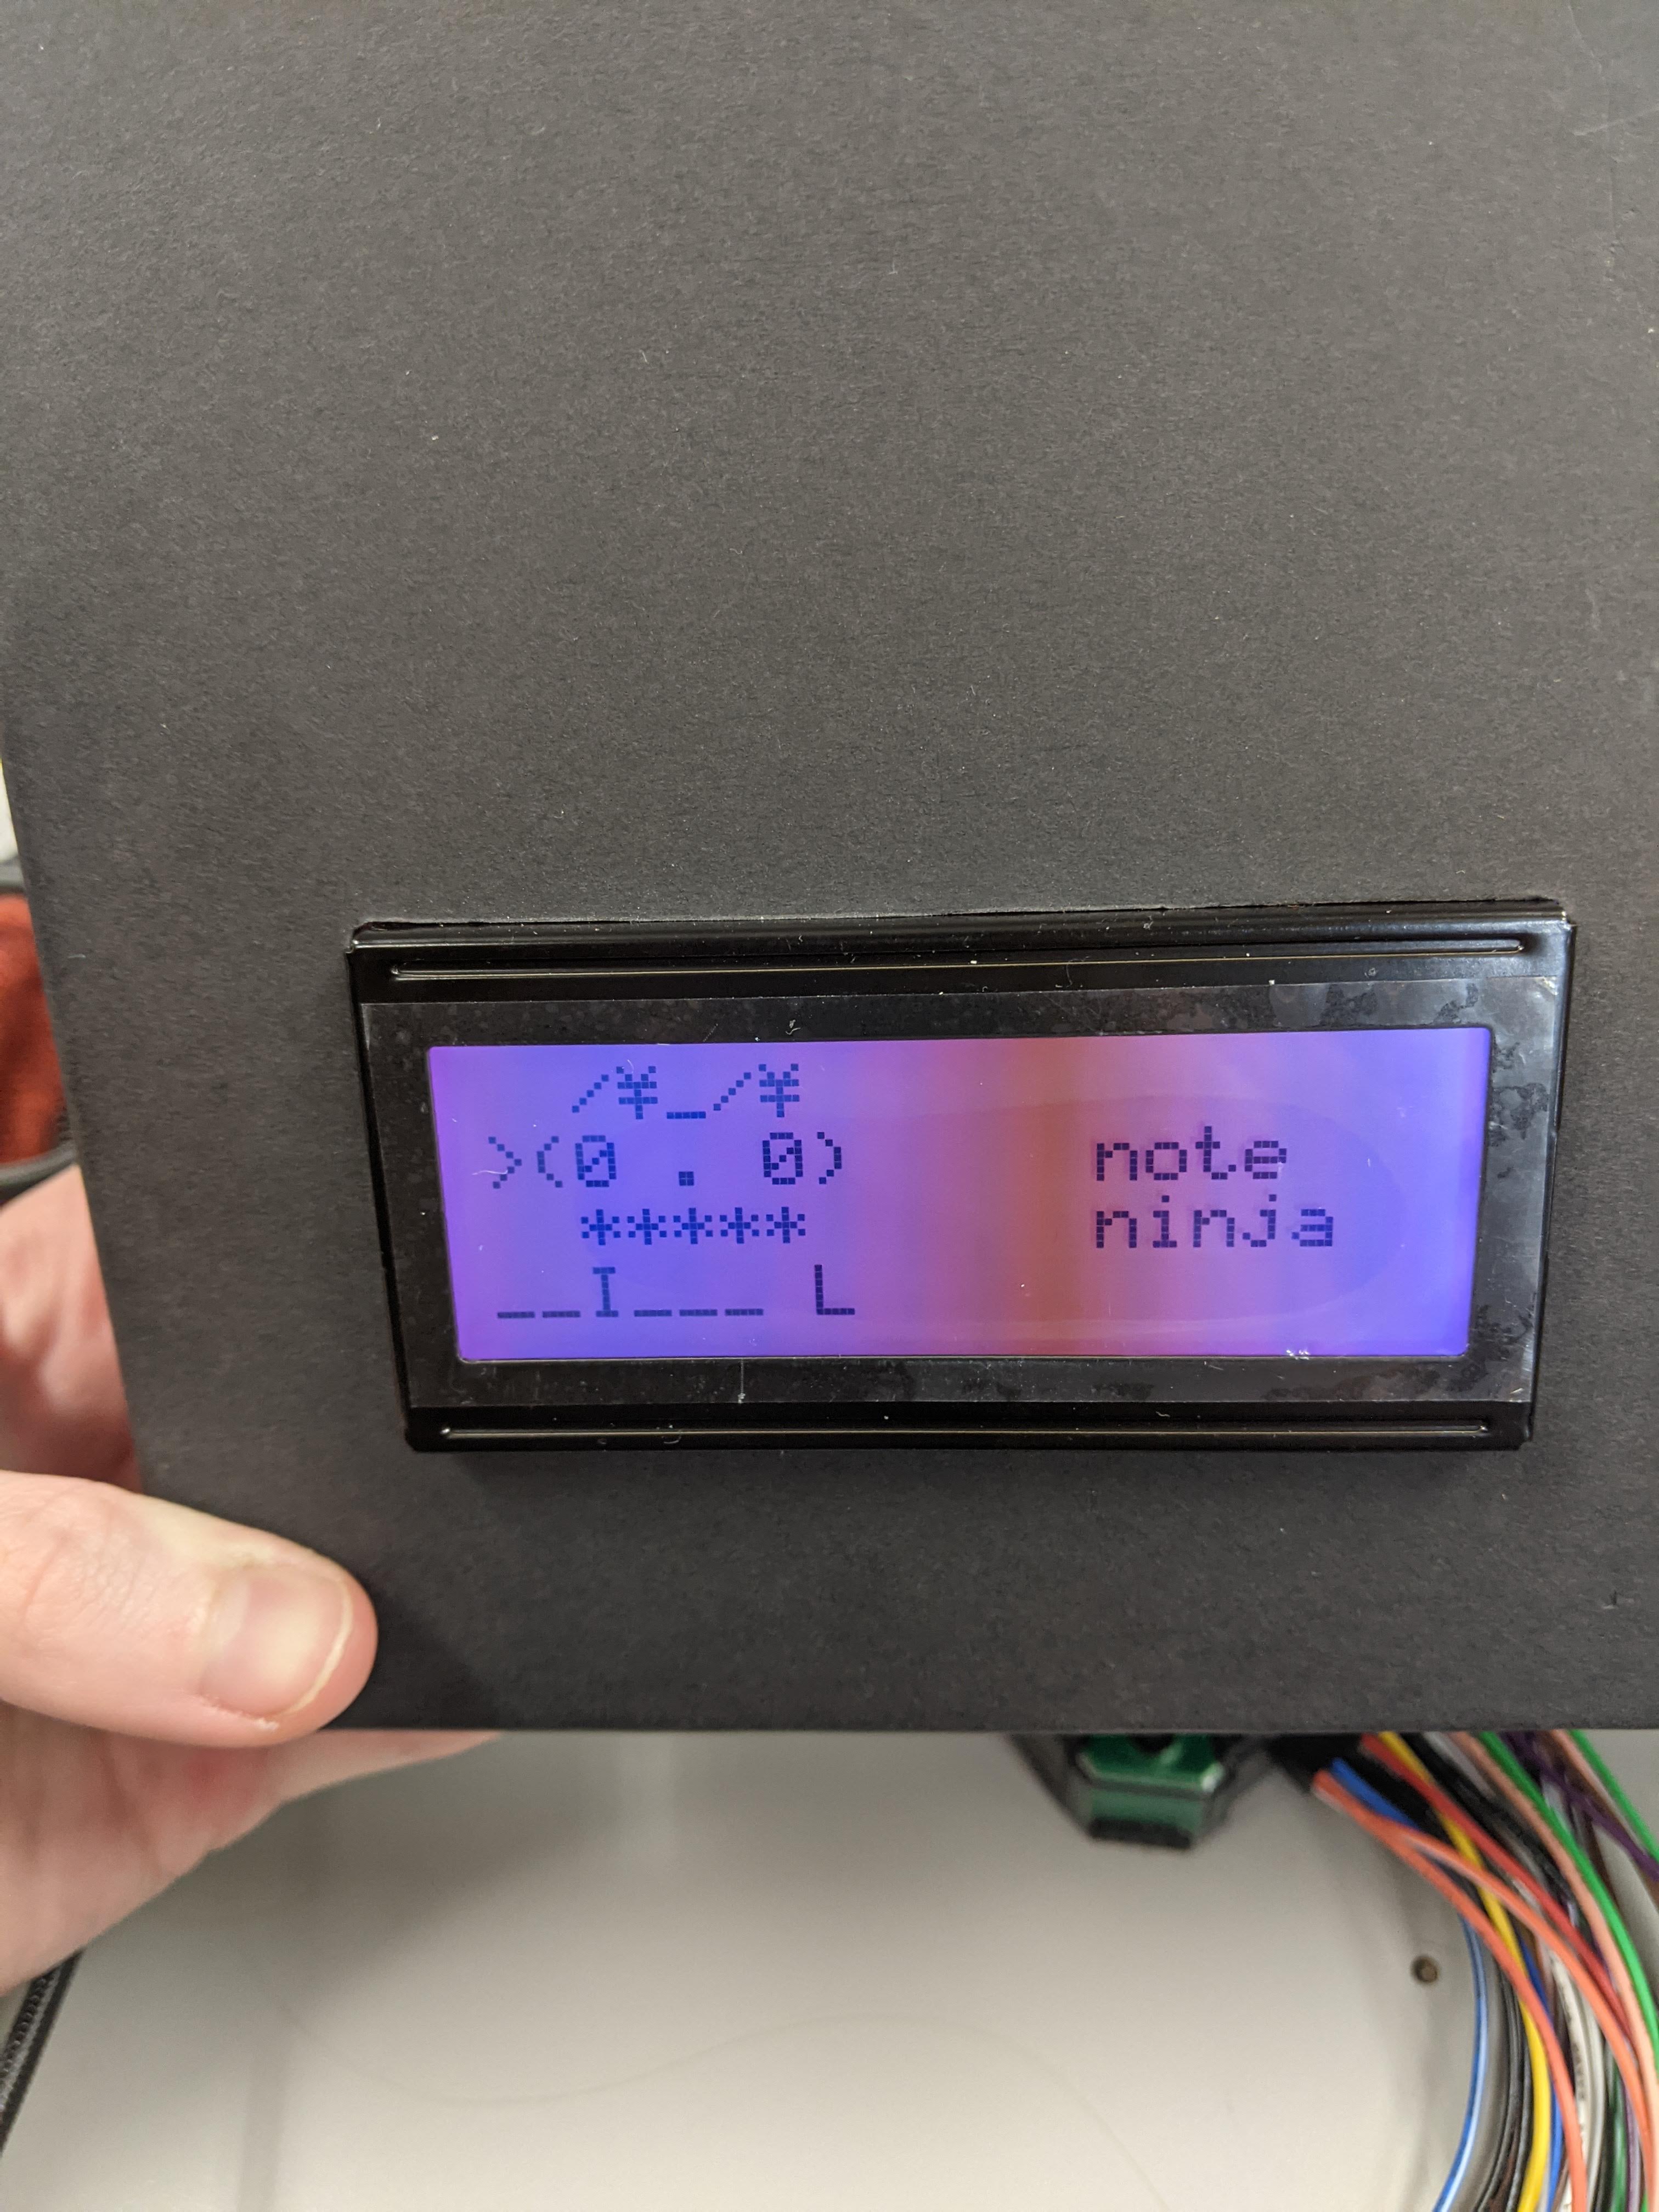 /¥_/¥
>(0 .  0)    note
*****    ninja
__I___ L